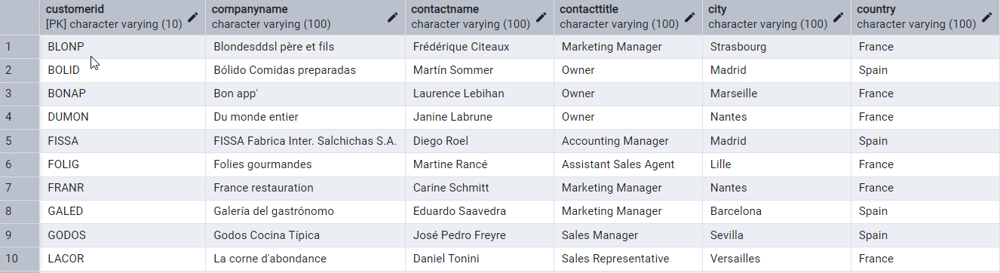 customerid companyname contactname contacttitle city country
[PK] character varying (10) character varying (100) character varying (100) character varying (100) character varying (100) character varying (100)
1 BLONP Blondesddsl père et fils Frédérique Citeaux Marketing Manager Strasbourg France
2 BOLID Bólido Comidas preparadas Martín Sommer Owner Madrid Spain
3 BONAP Bon app' Laurence Lebihan Owner Marseille France
4 DUMON Du monde entier Janine Labrune Owner Nantes France
5 FISSA FISSA Fabrica Inter. Salchichas S.A. Diego Roel Accounting Manager Madrid Spain
6 FOLIG Folies gourmandes Martine Rancé Assistant Sales Agent Lille France
7 FRANR France restauration Carine Schmitt Marketing Manager Nantes France
8 GALED Galería del gastrónomo Eduardo Saavedra Marketing Manager Barcelona Spain
9 GODOS Godos Cocina Típica José Pedro Freyre Sales Manager Sevilla Spain
10 LACOR La corne d'abondance Daniel Tonini Sales Representative Versailles France